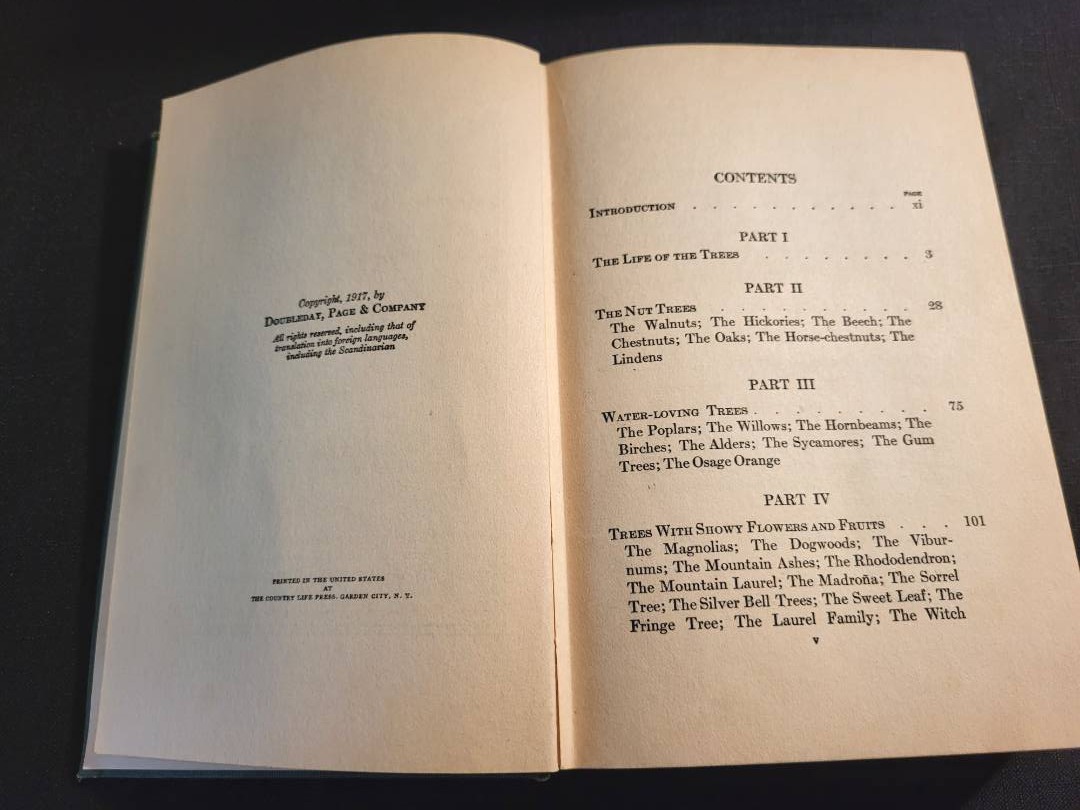 Copyright, 1917, by
DOUBLEDAY, PAGE & COMPANY
All rights reserved, including that of
translation into foreign languages,
including the Scandinavian
PRINTED IN THE UNITED STATES
AT
THE COUNTRY LIFE PRESS, GARDEN CITY, N. Y.
CONTENTS
PAGE
INTRODUCTION . . . . . . . . . . . xi
PART I
THE LIFE OF THE TREES . . . . . . . . 3
PART II
THE NUT TREES . . . . . . . . . . 28
The Walnuts; The Hickories; The Beech; The
Chestnuts; The Oaks; The Horse-chestnuts; The
Lindens
PART III
WATER-LOVING TREES . . . . . . . . 75
The Poplars; The Willows; The Hornbeams; The
Birches; The Alders; The Sycamores; The Gum
Trees; The Osage Orange
PART IV
TREES WITH SHOWY FLOWERS AND FRUITS . . . 101
The Magnolias; The Dogwoods; The Vibur-
nums; The Mountain Ashes; The Rhododendron;
The Mountain Laurel; The Madroña; The Sorrel
Tree; The Silver Bell Trees; The Sweet Leaf; The
Fringe Tree; The Laurel Family; The Witch
v